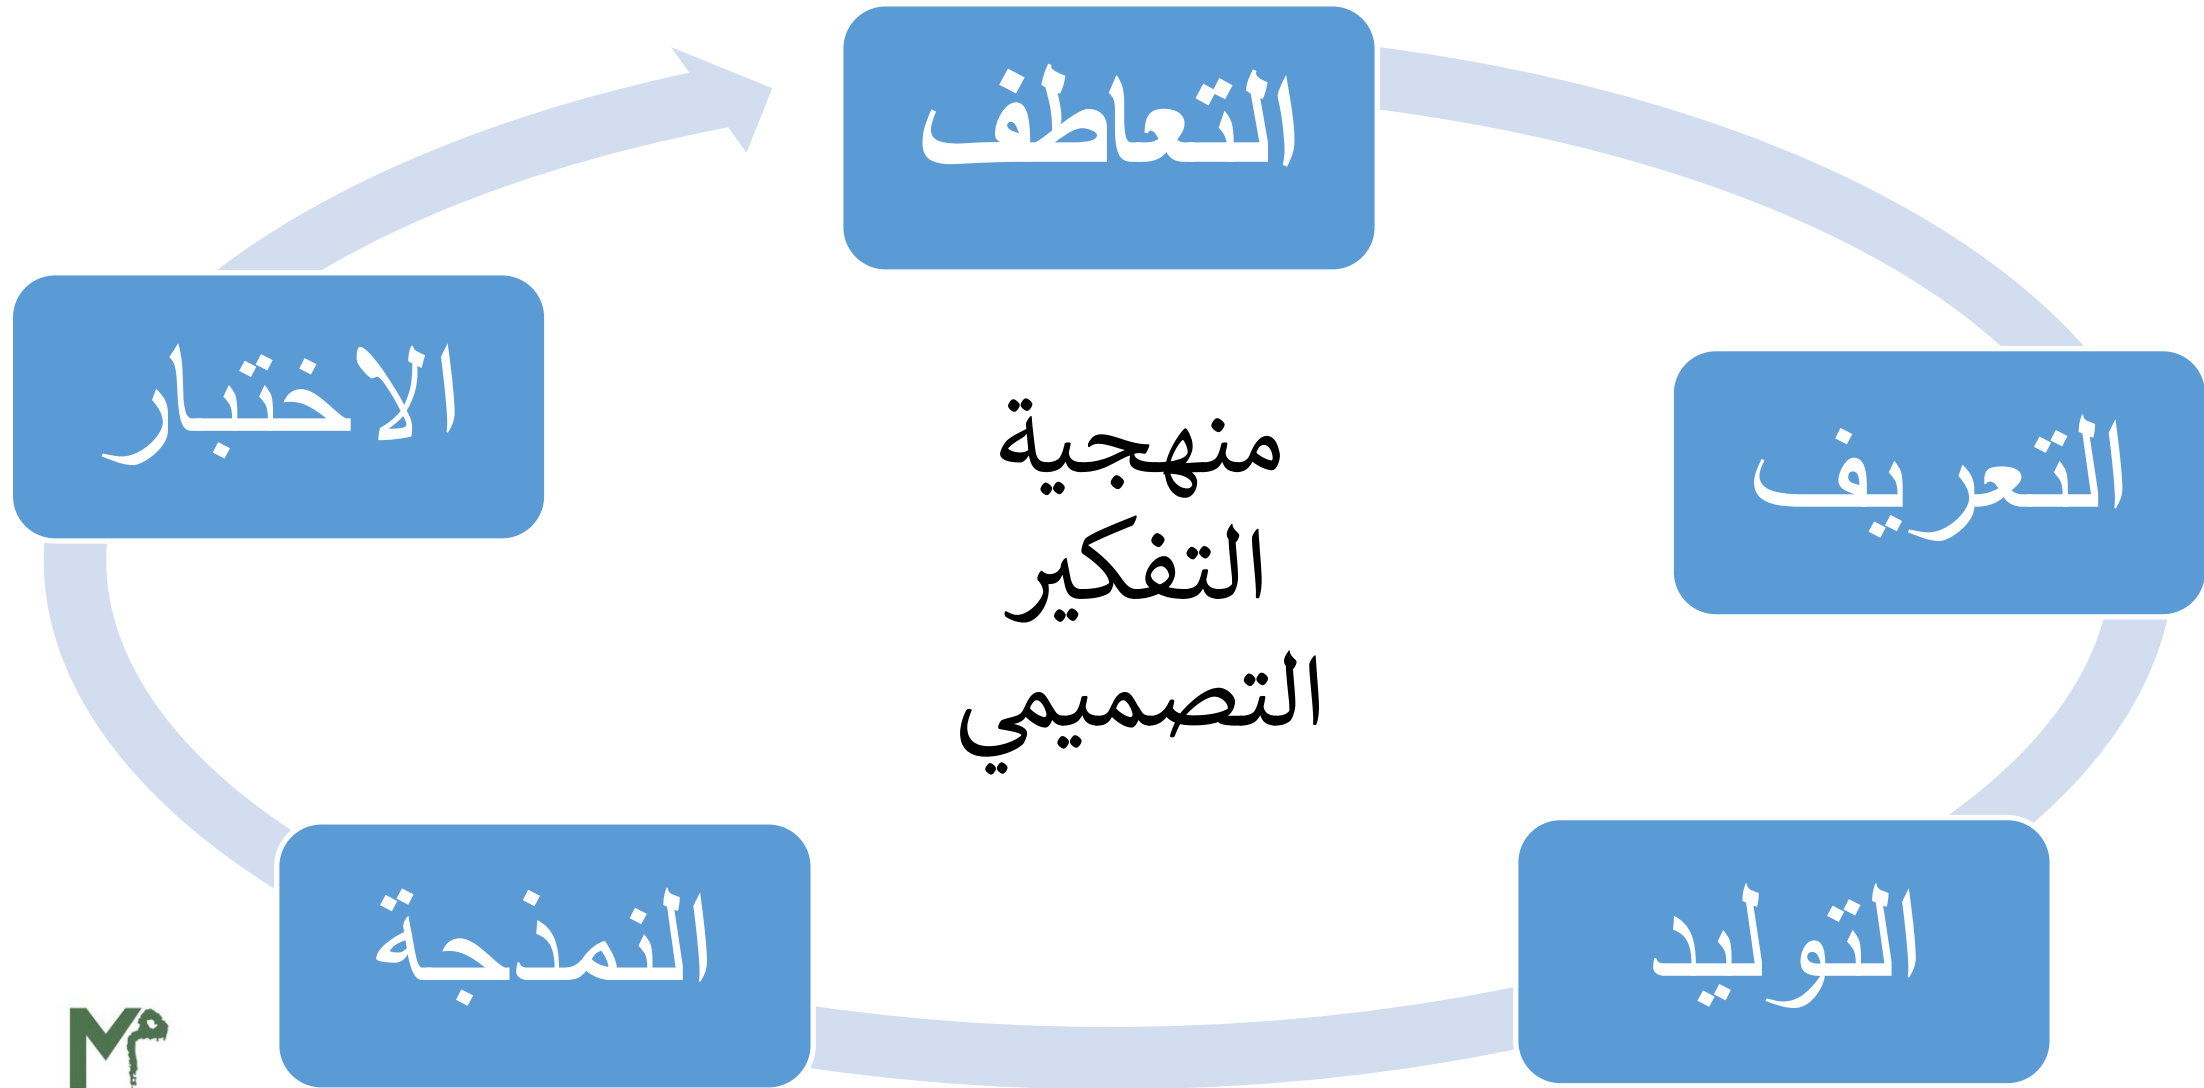 التعاطف
التعريف
التوليد
النمذجة
الاختبار
منهجية
التفكير
التصميمي